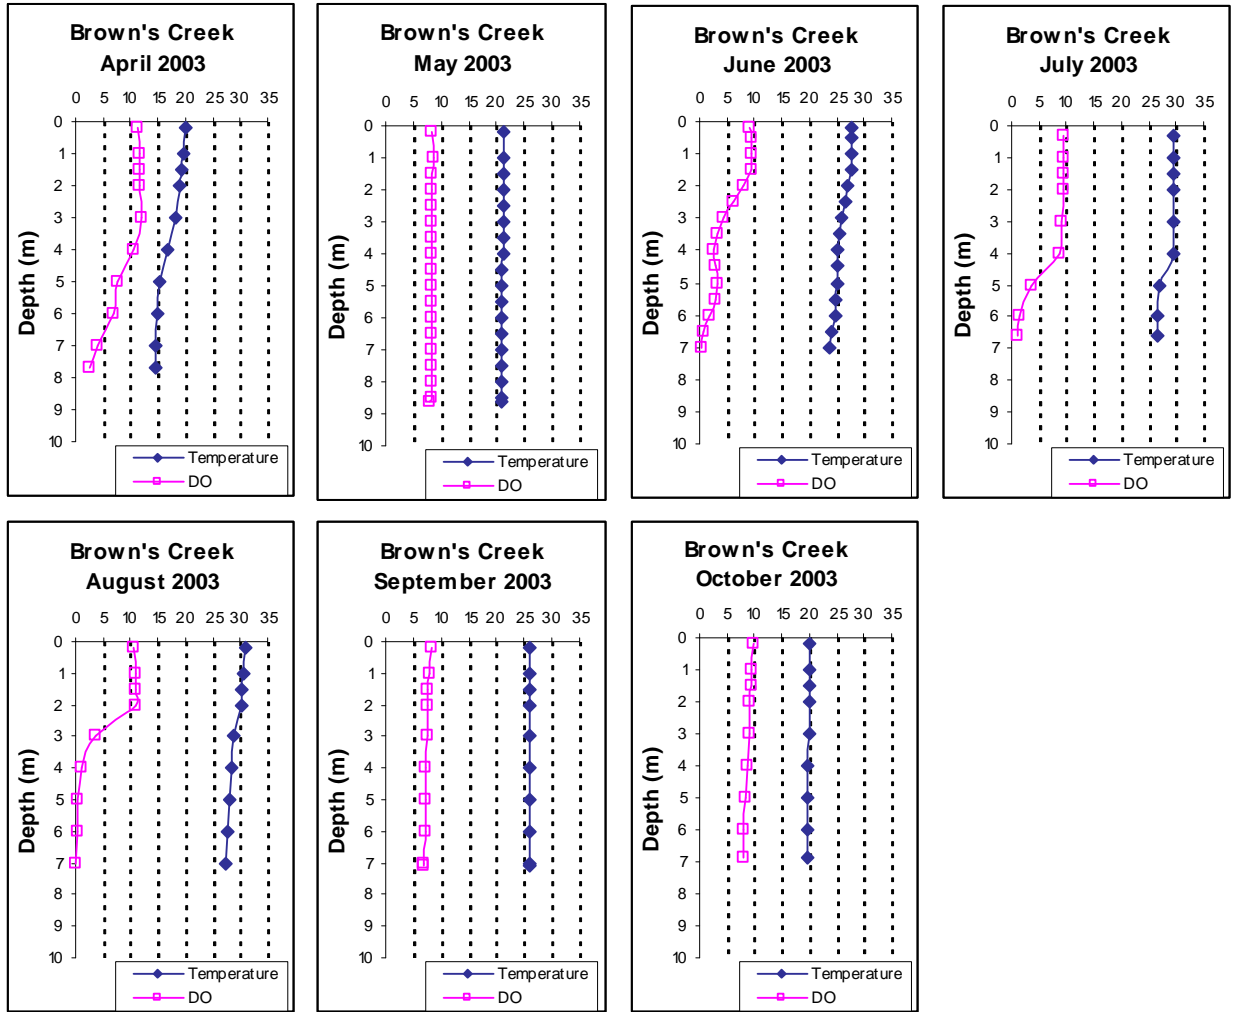 Brown's Creek
April 2003
0 5 10 15 20 25 30 35
0
1
2
3
4
5
6
7
8
9
10
Depth (m)
Temperature
DO
Brown's Creek
May 2003
0 5 10 15 20 25 30 35
0
1
2
3
4
5
6
7
8
9
10
Depth (m)
Temperature
DO
Brown's Creek
June 2003
0 5 10 15 20 25 30 35
0
1
2
3
4
5
6
7
8
9
10
Depth (m)
Temperature
DO
Brown's Creek
July 2003
0 5 10 15 20 25 30 35
0
1
2
3
4
5
6
7
8
9
10
Depth (m)
Temperature
DO
Brown's Creek
August 2003
0 5 10 15 20 25 30 35
0
1
2
3
4
5
6
7
8
9
10
Depth (m)
Temperature
DO
Brown's Creek
September 2003
0 5 10 15 20 25 30 35
0
1
2
3
4
5
6
7
8
9
10
Depth (m)
Temperature
DO
Brown's Creek
October 2003
0 5 10 15 20 25 30 35
0
1
2
3
4
5
6
7
8
9
10
Depth (m)
Temperature
DO